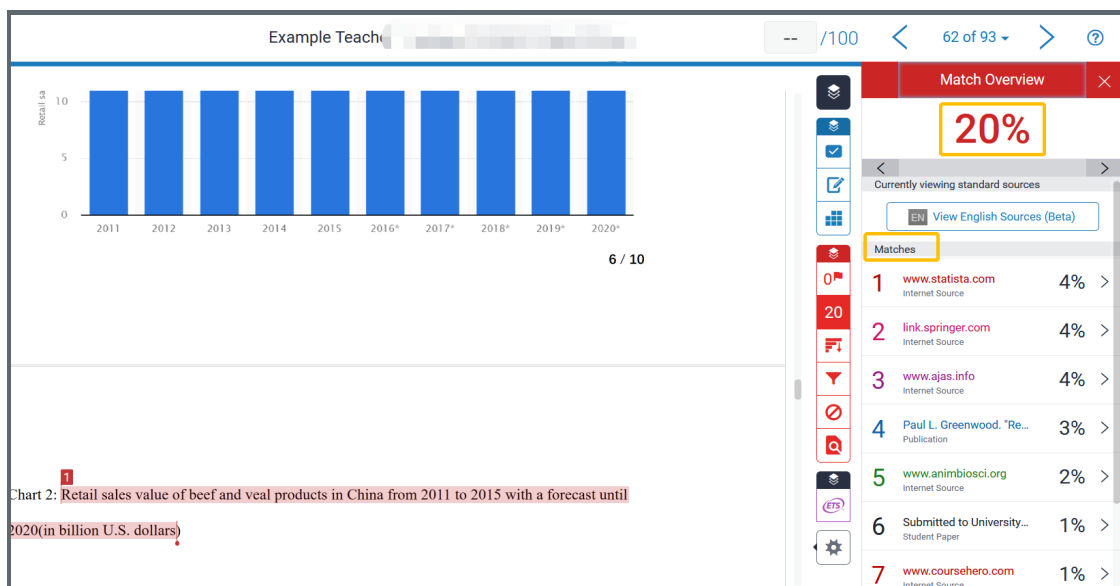 Example Teache
--
/100
62 of 93
?
Retail sa
10
5
0
2011 2012 2013 2014 2015 2016* 2017* 2018* 2019* 2020*
6 / 10
1
Chart 2: Retail sales value of beef and veal products in China from 2011 to 2015 with a forecast until
2020(in billion U.S. dollars)
0
20
ETS
Match Overview
20%
Currently viewing standard sources
EN View English Sources (Beta)
Matches
1 www.statista.com 4%
Internet Source
2 link.springer.com 4%
Internet Source
3 www.ajas.info 4%
Internet Source
4 Paul L. Greenwood. "Re... 3%
Publication
5 www.animbiosci.org 2%
Internet Source
6 Submitted to University... 1%
Student Paper
7 www.coursehero.com 1%
Internet Source